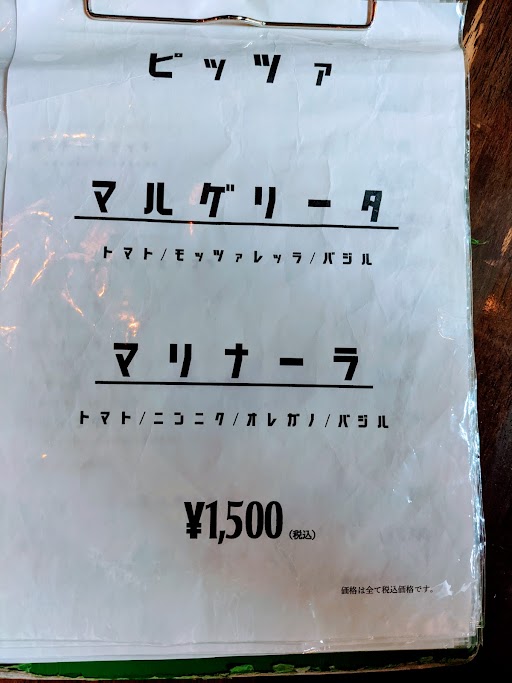 ピッツァ
マルゲリータ
トマト/モッツァレッラ/バジル
マリナーラ
トマト/ニンニク/オレガノ/バジル
¥1,500(税込)
価格は全て税込価格です。